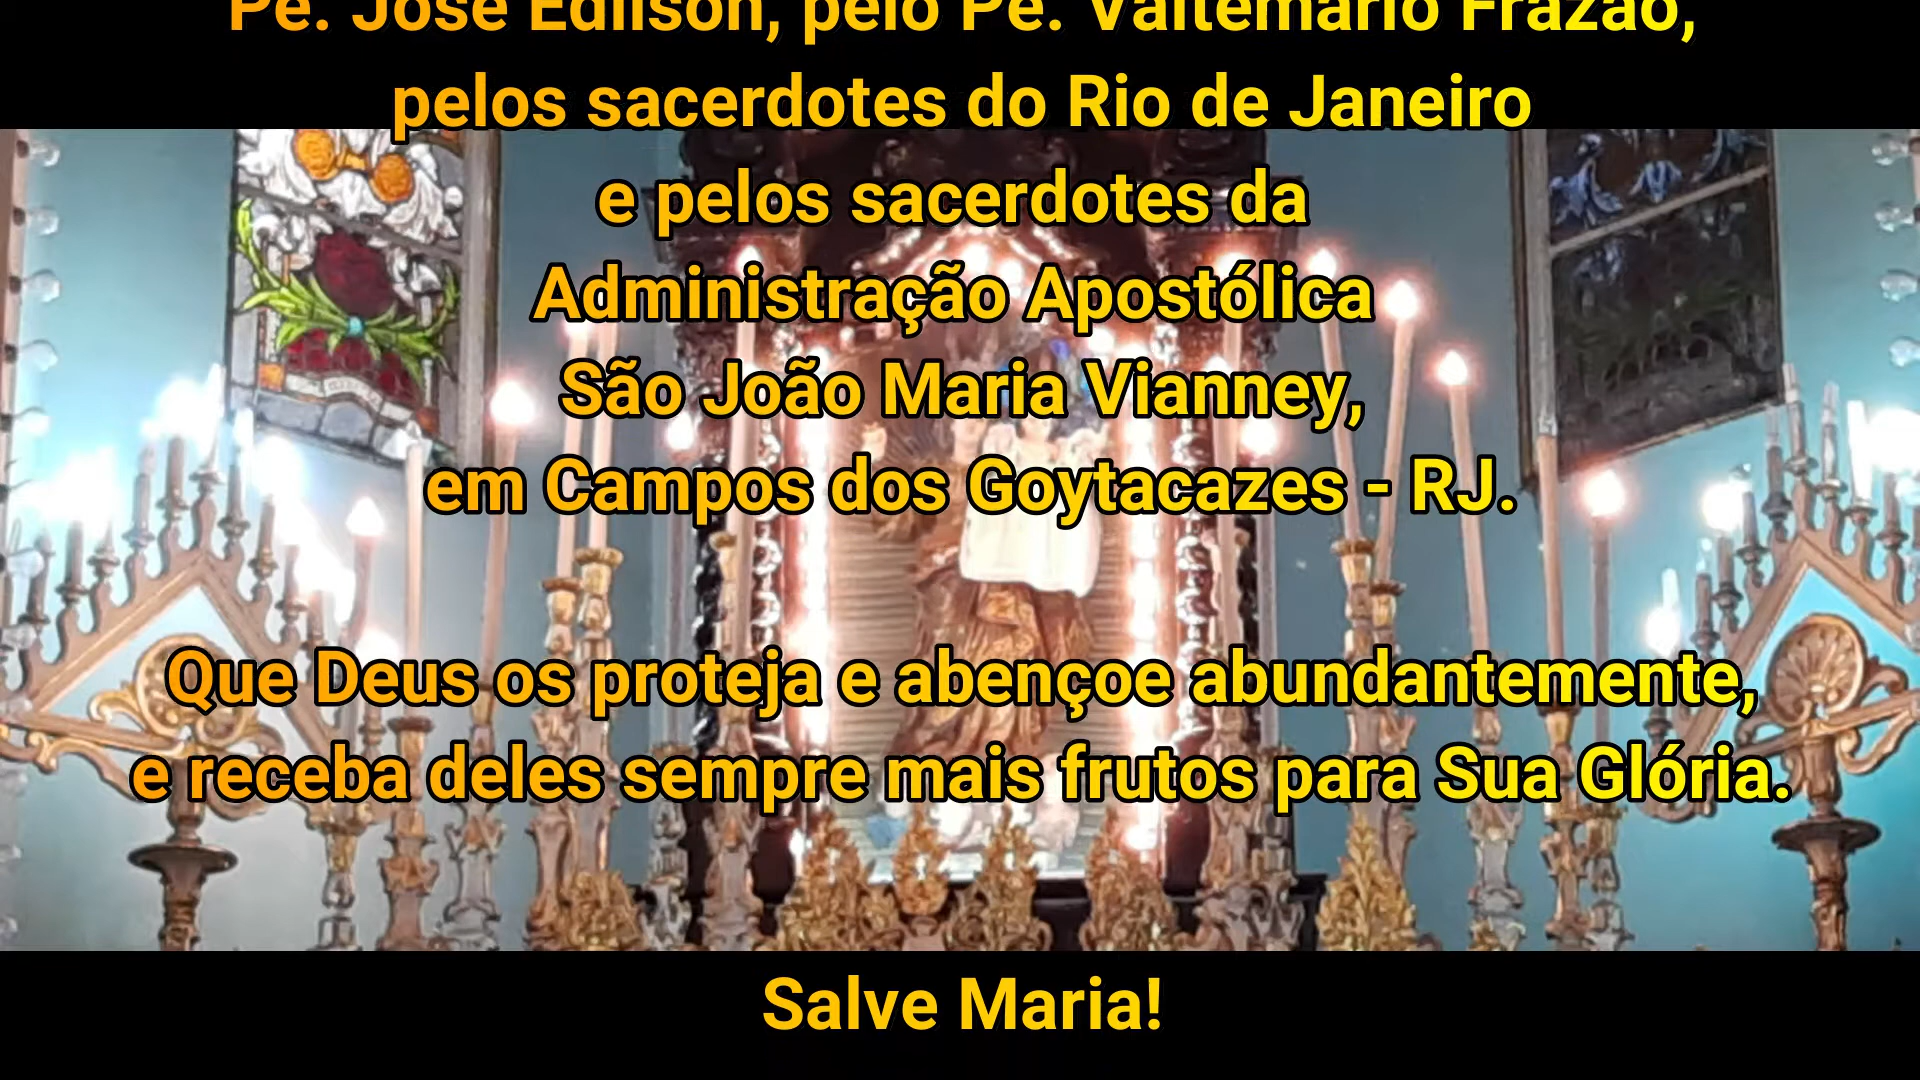 Pe. José Edilson, pelo Pe. Valtemario Frazão,
pelos sacerdotes do Rio de Janeiro
e pelos sacerdotes da
Administração Apostólica
São João Maria Vianney,
em Campos dos Goytacazes - RJ.
Que Deus os proteja e abençoe abundantemente,
e receba deles sempre mais frutos para Sua Glória.
Salve Maria!